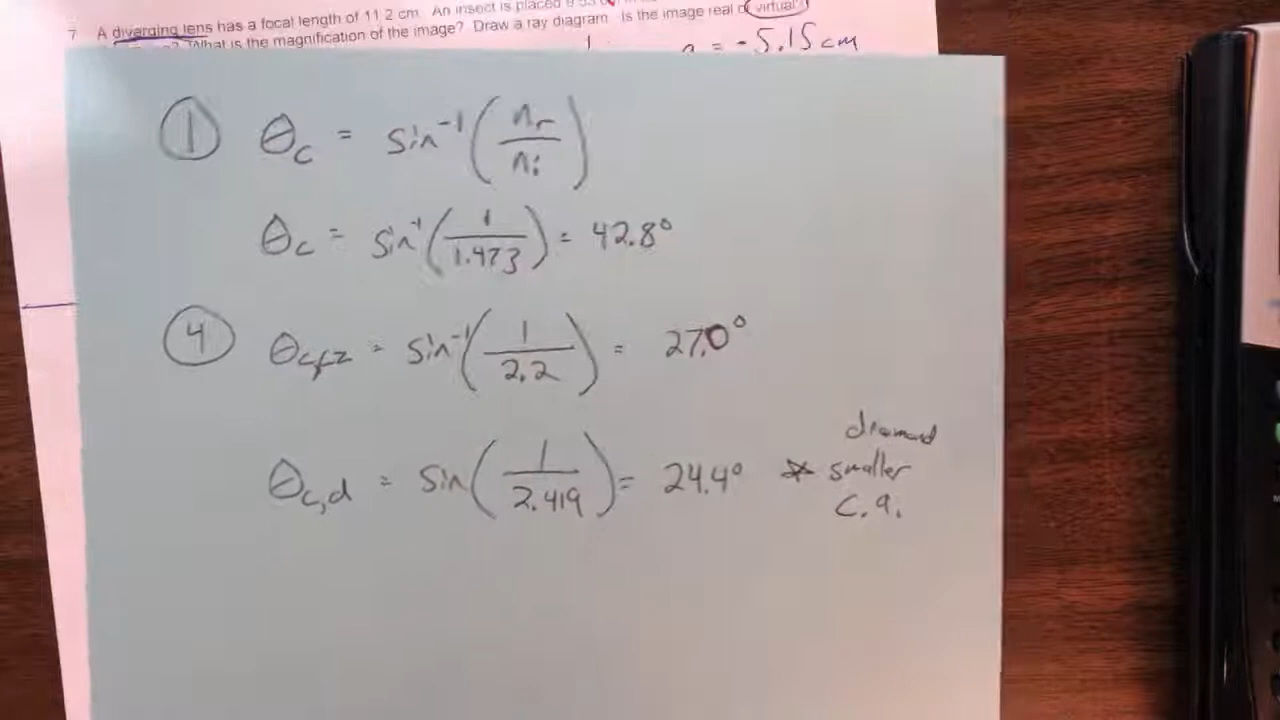 7. A diverging lens has a focal length of 11.2 cm. An insect is placed
Is the image real or virtual?
What is the magnification of the image? Draw a ray diagram.
= -5.15 cm
① θc = sin⁻¹(nr/ni)
θc = sin⁻¹(1/1.473) = 42.8°
④ θc,cz = sin⁻¹(1/2.2) = 27.0°
θc,d = sin(1/2.419) = 24.4° * diamond smaller c.a.